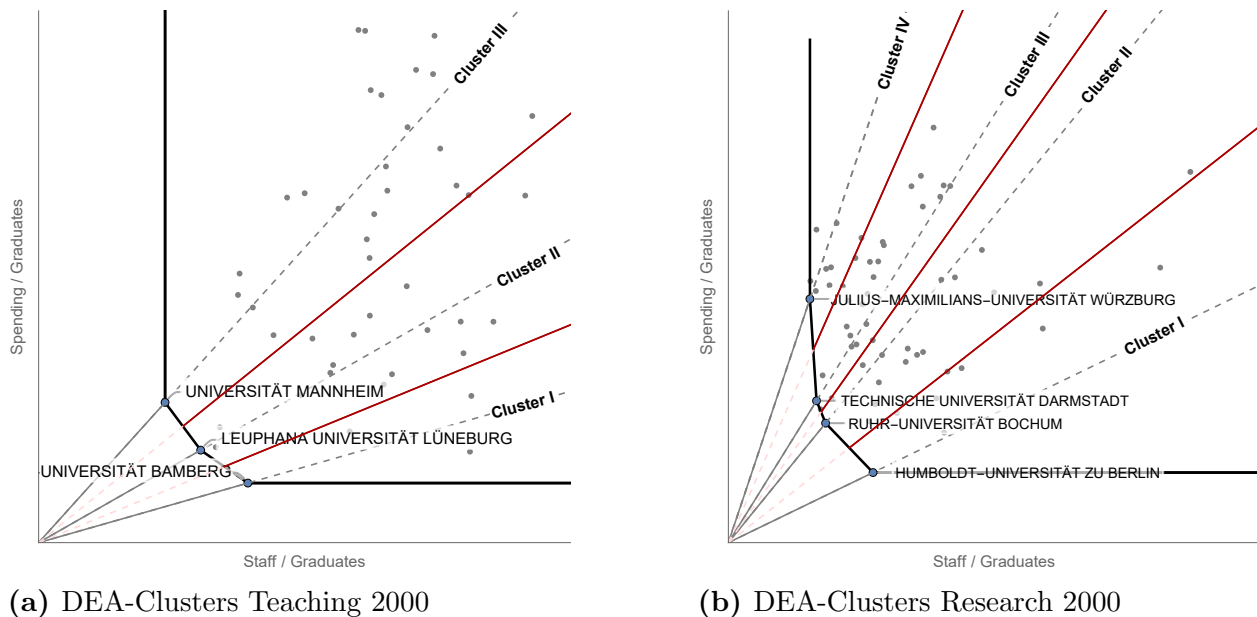 Cluster III
Cluster II
Cluster I
UNIVERSITÄT MANNHEIM
LEUPHANA UNIVERSITÄT LÜNEBURG
UNIVERSITÄT BAMBERG
Spending / Graduates
Staff / Graduates
(a) DEA-Clusters Teaching 2000
Cluster IV
Cluster III
Cluster II
Cluster I
JULIUS−MAXIMILIANS−UNIVERSITÄT WÜRZBURG
TECHNISCHE UNIVERSITÄT DARMSTADT
RUHR−UNIVERSITÄT BOCHUM
HUMBOLDT−UNIVERSITÄT ZU BERLIN
Spending / Graduates
Staff / Graduates
(b) DEA-Clusters Research 2000